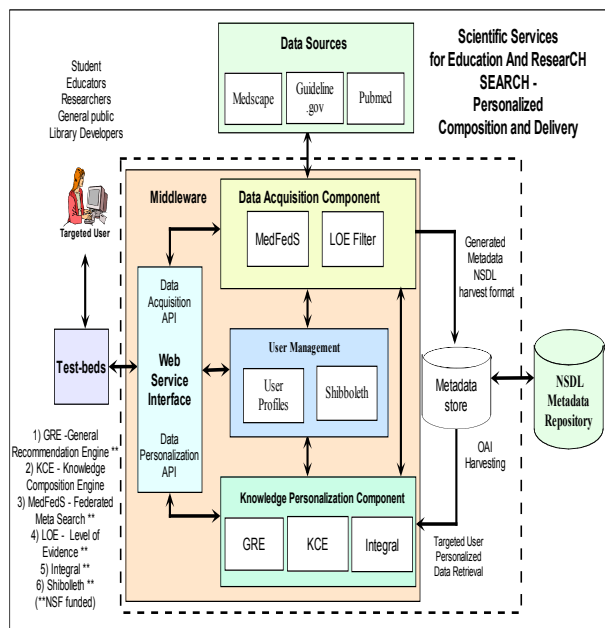 Scientific Services
for Education And ResearCH
SEARCH -
Personalized
Composition and Delivery
Data Sources
Medscape
Guideline
.gov
Pubmed
Student
Educators
Researchers
General public
Library Developers
Targeted User
Middleware
Data Acquisition Component
MedFedS
LOE Filter
Generated
Metadata
NSDL
harvest format
Data
Acquisition
API
Web
Service
Interface
Data
Personalization
API
User Management
User
Profiles
Shibboleth
Test-beds
Metadata
store
NSDL
Metadata
Repository
OAI
Harvesting
Knowledge Personalization Component
GRE
KCE
Integral
Targeted User
Personalized
Data Retrieval
1) GRE -General
Recommendation Engine **
2) KCE - Knowledge
Composition Engine
3) MedFedS - Federated
Meta Search **
4) LOE - Level of
Evidence **
5) Integral **
6) Shibolleth **
(**NSF funded)